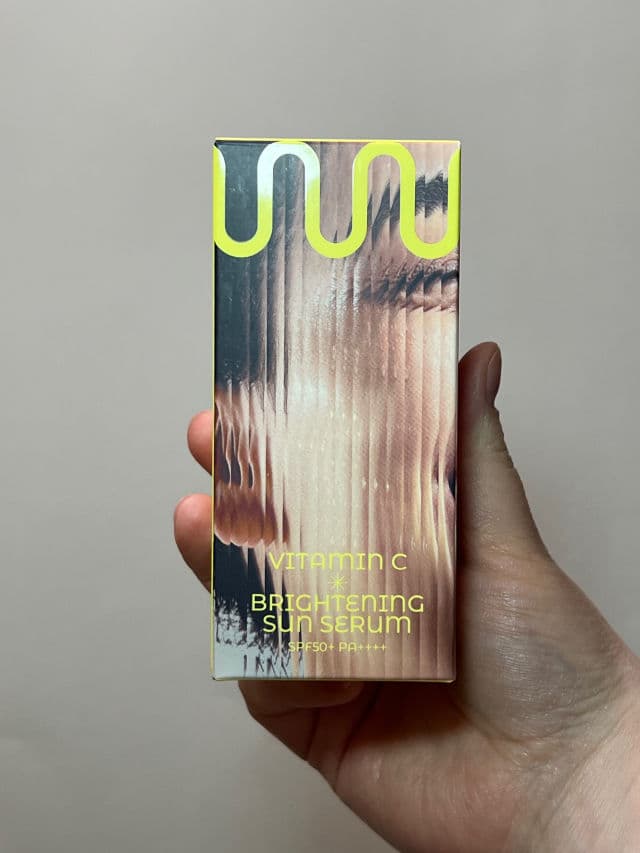 VITAMIN C
BRIGHTENING
SUN SERUM
SPF50+ PA++++